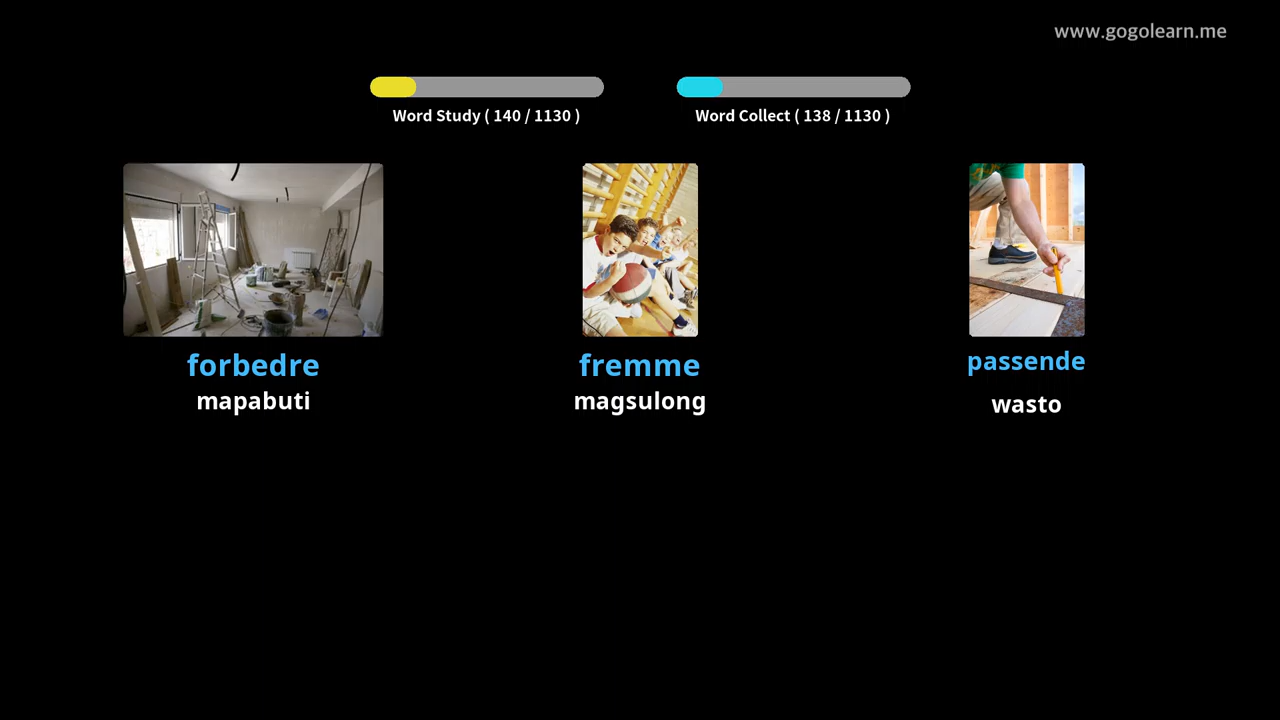 www.gogolearn.me
Word Study ( 140 / 1130 )
Word Collect ( 138 / 1130 )
forbedre
mapabuti
fremme
magsulong
passende
wasto